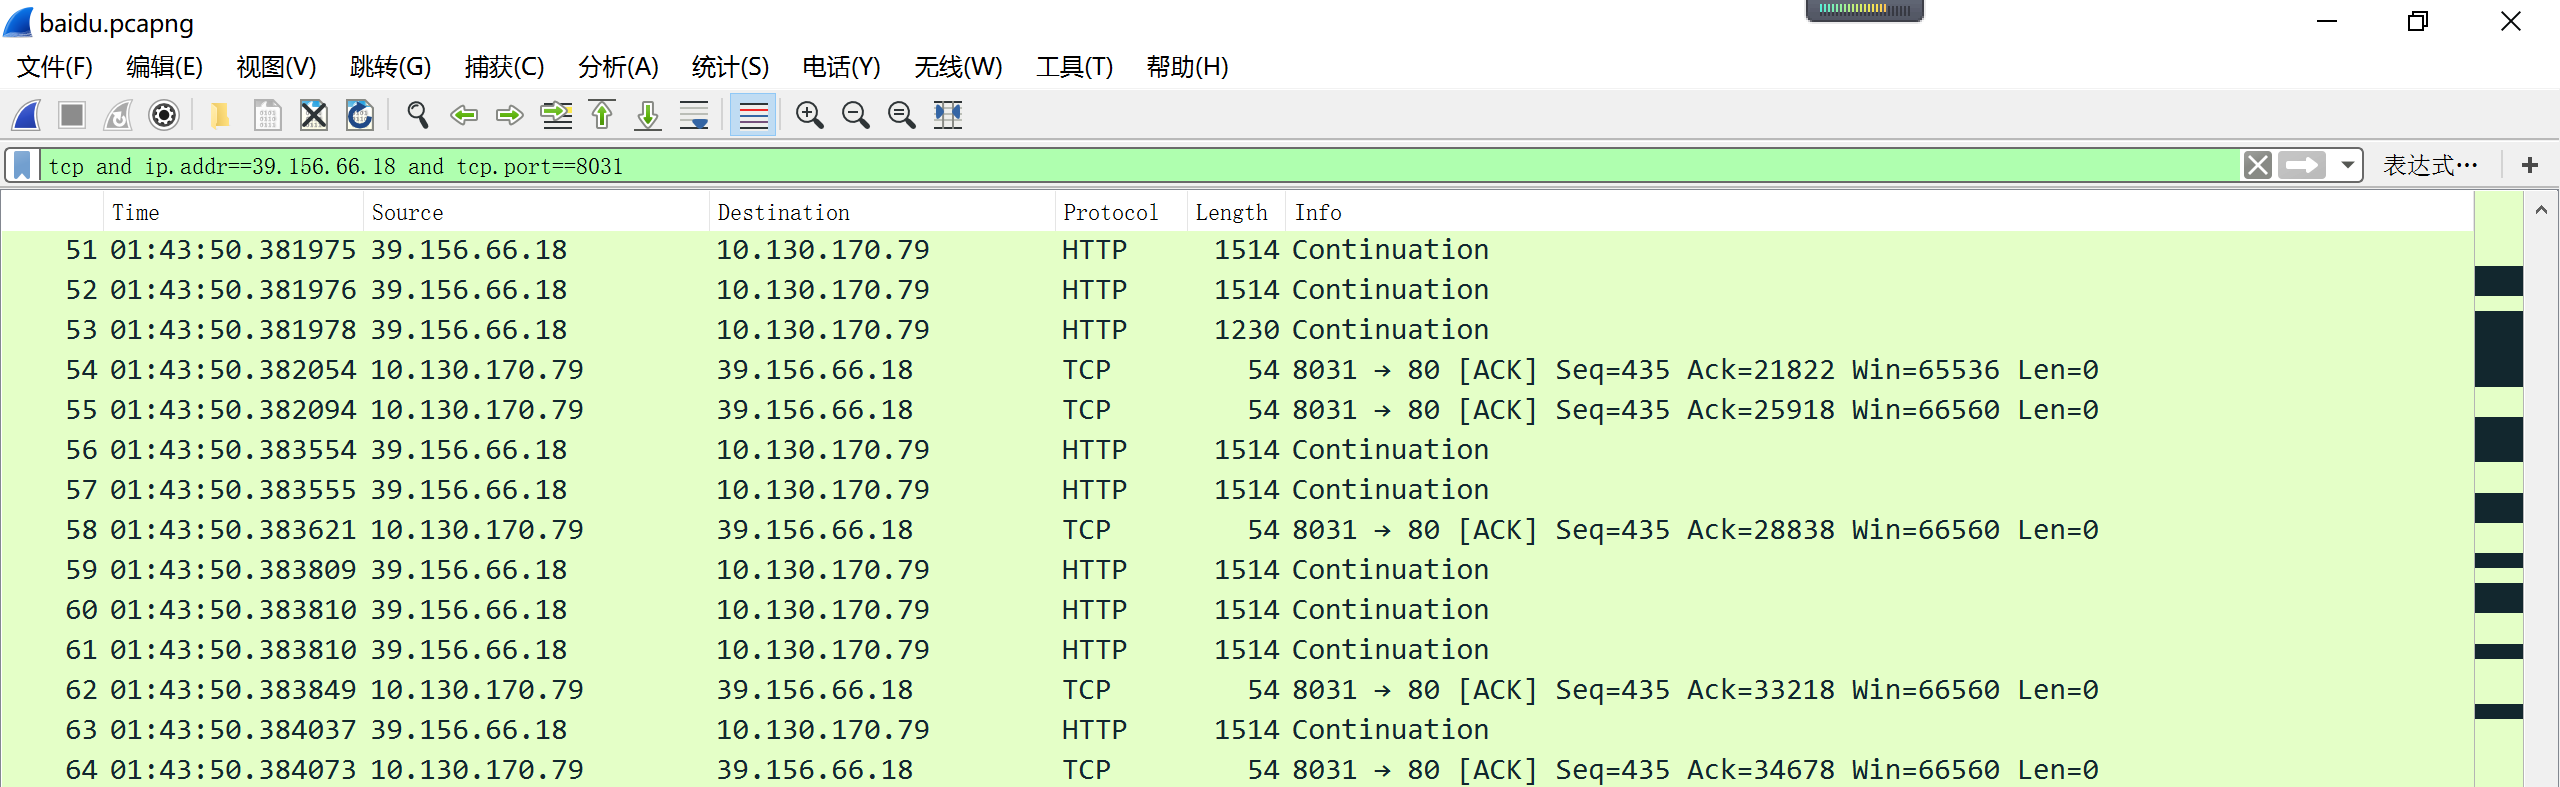 baidu.pcapng
文件(F) 编辑(E) 视图(V) 跳转(G) 捕获(C) 分析(A) 统计(S) 电话(Y) 无线(W) 工具(T) 帮助(H)
tcp and ip.addr==39.156.66.18 and tcp.port==8031 表达式… +
Time Source Destination Protocol Length Info
51 01:43:50.381975 39.156.66.18 10.130.170.79 HTTP 1514 Continuation
52 01:43:50.381976 39.156.66.18 10.130.170.79 HTTP 1514 Continuation
53 01:43:50.381978 39.156.66.18 10.130.170.79 HTTP 1230 Continuation
54 01:43:50.382054 10.130.170.79 39.156.66.18 TCP 54 8031 → 80 [ACK] Seq=435 Ack=21822 Win=65536 Len=0
55 01:43:50.382094 10.130.170.79 39.156.66.18 TCP 54 8031 → 80 [ACK] Seq=435 Ack=25918 Win=66560 Len=0
56 01:43:50.383554 39.156.66.18 10.130.170.79 HTTP 1514 Continuation
57 01:43:50.383555 39.156.66.18 10.130.170.79 HTTP 1514 Continuation
58 01:43:50.383621 10.130.170.79 39.156.66.18 TCP 54 8031 → 80 [ACK] Seq=435 Ack=28838 Win=66560 Len=0
59 01:43:50.383809 39.156.66.18 10.130.170.79 HTTP 1514 Continuation
60 01:43:50.383810 39.156.66.18 10.130.170.79 HTTP 1514 Continuation
61 01:43:50.383810 39.156.66.18 10.130.170.79 HTTP 1514 Continuation
62 01:43:50.383849 10.130.170.79 39.156.66.18 TCP 54 8031 → 80 [ACK] Seq=435 Ack=33218 Win=66560 Len=0
63 01:43:50.384037 39.156.66.18 10.130.170.79 HTTP 1514 Continuation
64 01:43:50.384073 10.130.170.79 39.156.66.18 TCP 54 8031 → 80 [ACK] Seq=435 Ack=34678 Win=66560 Len=0